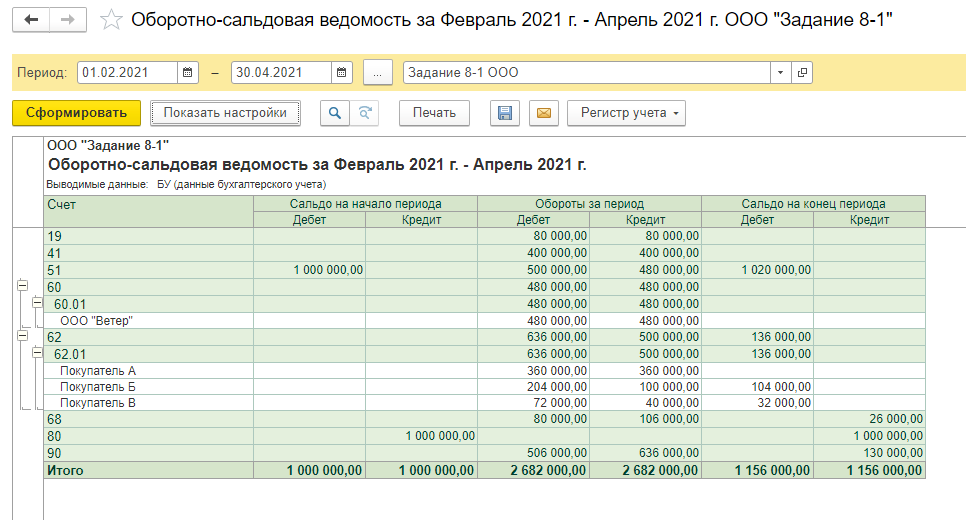 Оборотно-сальдовая ведомость за Февраль 2021 г. - Апрель 2021 г. ООО "Задание 8-1"
Период: 01.02.2021 – 30.04.2021 ... Задание 8-1 ООО
Сформировать Показать настройки Печать Регистр учета
ООО "Задание 8-1"
Оборотно-сальдовая ведомость за Февраль 2021 г. - Апрель 2021 г.
Выводимые данные: БУ (данные бухгалтерского учета)
Счет Сальдо на начало периода Обороты за период Сальдо на конец периода
Дебет Кредит Дебет Кредит Дебет Кредит
19 80 000,00 80 000,00
41 400 000,00 400 000,00
51 1 000 000,00 500 000,00 480 000,00 1 020 000,00
60 480 000,00 480 000,00
60.01 480 000,00 480 000,00
ООО "Ветер" 480 000,00 480 000,00
62 636 000,00 500 000,00 136 000,00
62.01 636 000,00 500 000,00 136 000,00
Покупатель А 360 000,00 360 000,00
Покупатель Б 204 000,00 100 000,00 104 000,00
Покупатель В 72 000,00 40 000,00 32 000,00
68 80 000,00 106 000,00 26 000,00
80 1 000 000,00 1 000 000,00
90 506 000,00 636 000,00 130 000,00
Итого 1 000 000,00 1 000 000,00 2 682 000,00 2 682 000,00 1 156 000,00 1 156 000,00